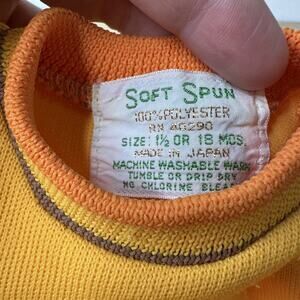 SOFT SPUN
100% POLYESTER
RN 46290
SIZE: 1½ OR 18 MOS.
MADE IN JAPAN
MACHINE WASHABLE WARM
TUMBLE OR DRIP DRY
NO CHLORINE BLEACH